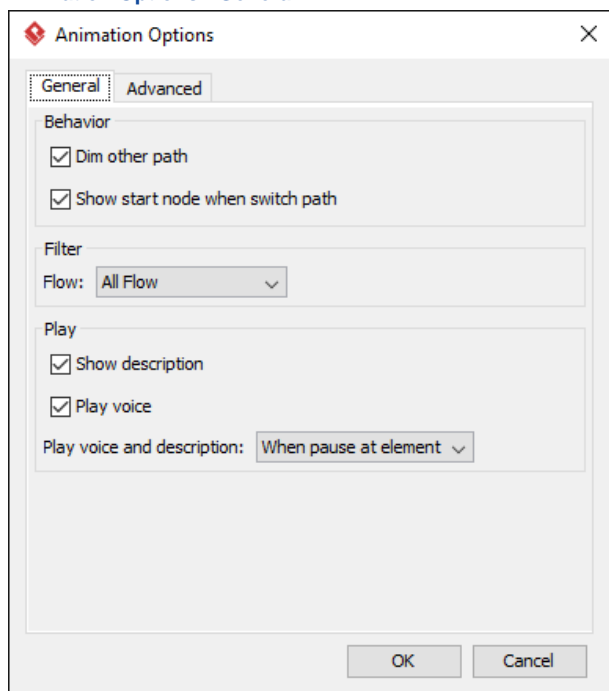 Animation Options
General
Advanced
Behavior
Dim other path
Show start node when switch path
Filter
Flow: All Flow
Play
Show description
Play voice
Play voice and description: When pause at element
OK Cancel